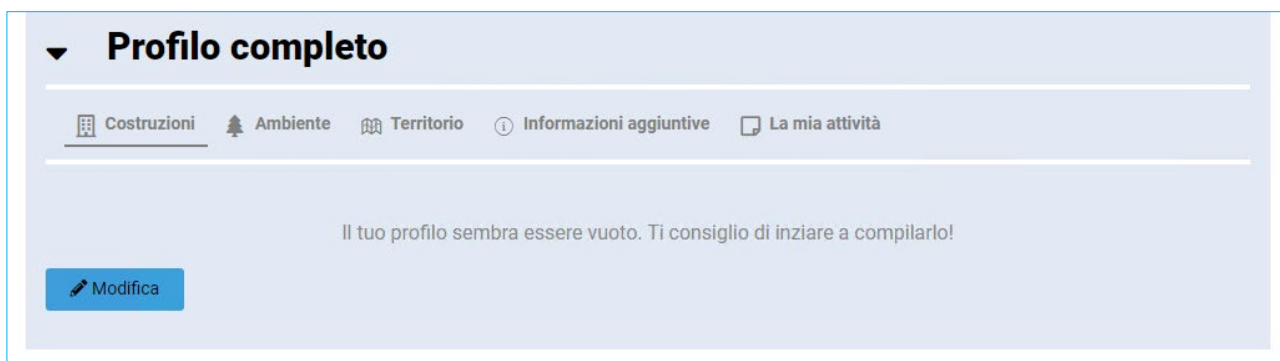 Profilo completo
Costruzioni Ambiente Territorio Informazioni aggiuntive La mia attività
Il tuo profilo sembra essere vuoto. Ti consiglio di inziare a compilarlo!
Modifica